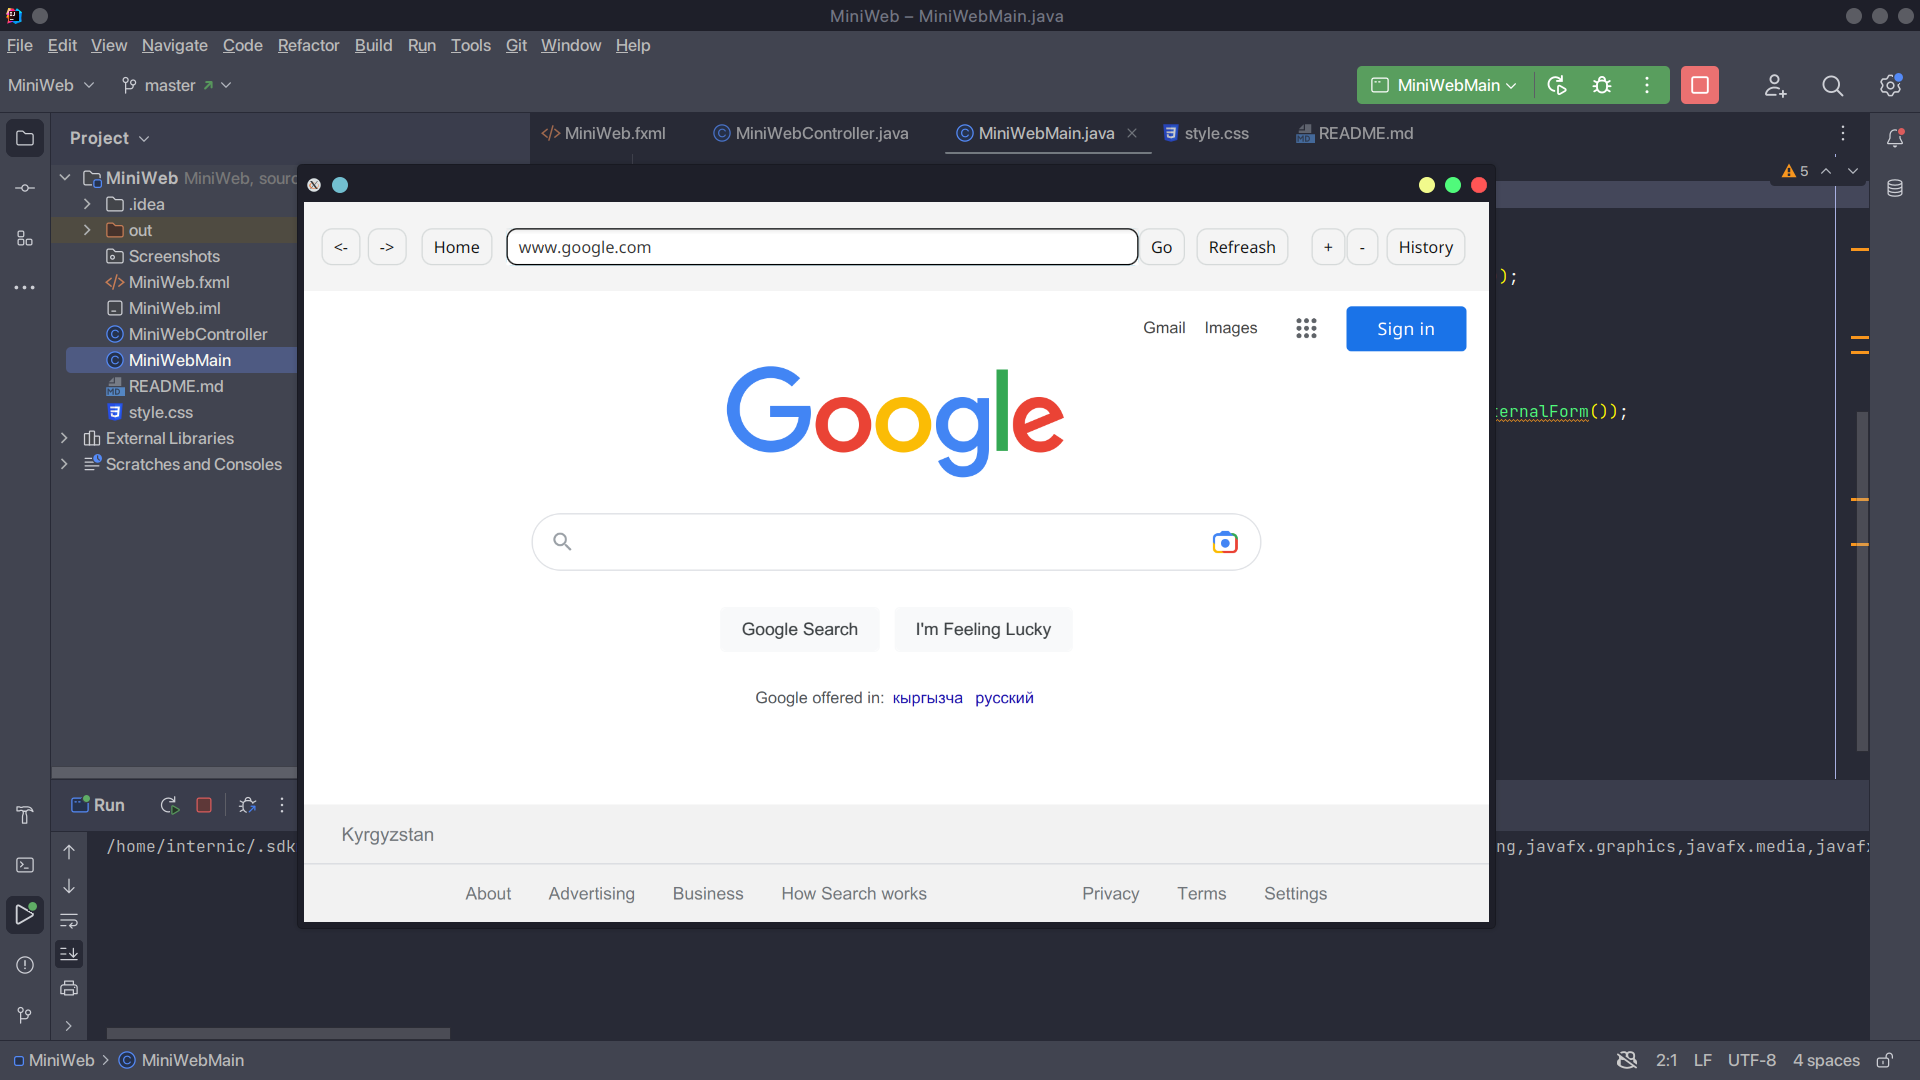 MiniWeb – MiniWebMain.java
File Edit View Navigate Code Refactor Build Run Tools Git Window Help
MiniWeb master MiniWebMain
Project
MiniWeb.fxml MiniWebController.java MiniWebMain.java style.css README.md
5
MiniWeb MiniWeb, sourc
.idea
out
Screenshots
MiniWeb.fxml
MiniWeb.iml
MiniWebController
MiniWebMain
README.md
style.css
External Libraries
Scratches and Consoles
<- -> Home www.google.com Go Refreash + - History
);
ernalForm());
Gmail Images Sign in
Google
Google Search I'm Feeling Lucky
Google offered in: кыргызча русский
Kyrgyzstan
About Advertising Business How Search works Privacy Terms Settings
Run
/home/internic/.sdk
ng,javafx.graphics,javafx.media,javaf
MiniWeb MiniWebMain
2:1 LF UTF-8 4 spaces